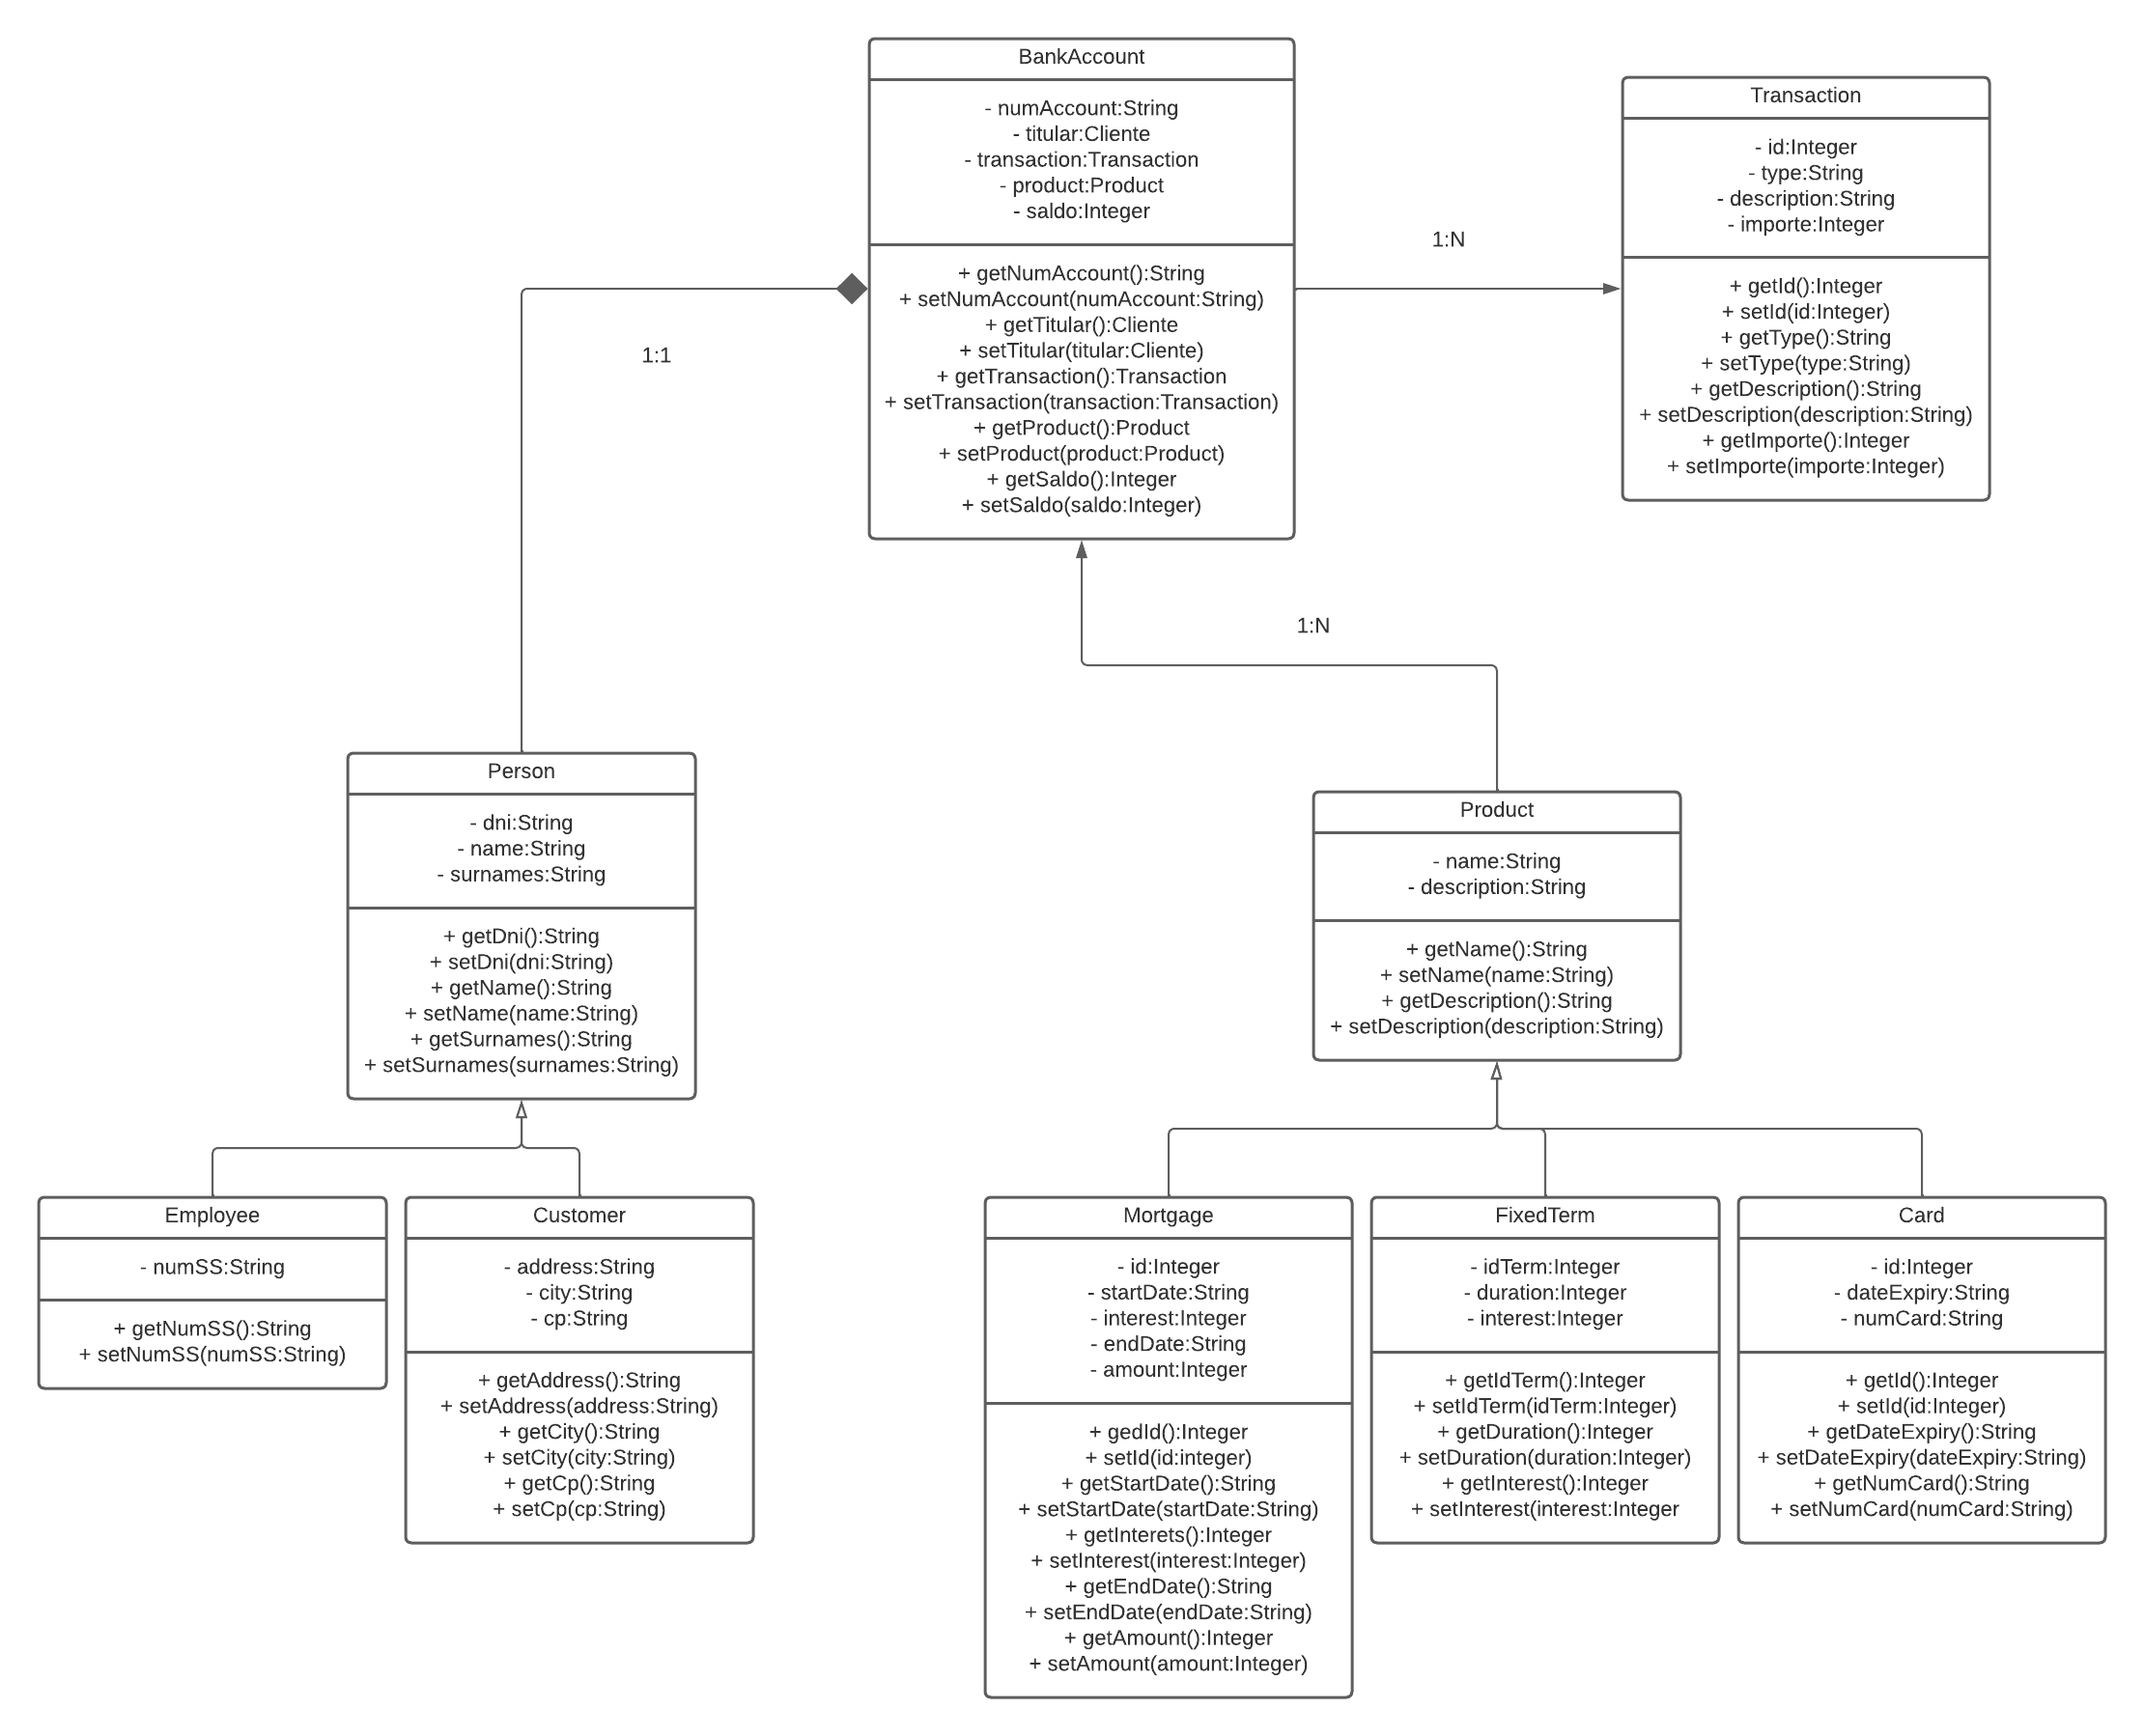 BankAccount
- numAccount:String
- titular:Cliente
- transaction:Transaction
- product:Product
- saldo:Integer
+ getNumAccount():String
+ setNumAccount(numAccount:String)
+ getTitular():Cliente
+ setTitular(titular:Cliente)
+ getTransaction():Transaction
+ setTransaction(transaction:Transaction)
+ getProduct():Product
+ setProduct(product:Product)
+ getSaldo():Integer
+ setSaldo(saldo:Integer)
1:N
Transaction
- id:Integer
- type:String
- description:String
- importe:Integer
+ getId():Integer
+ setId(id:Integer)
+ getType():String
+ setType(type:String)
+ getDescription():String
+ setDescription(description:String)
+ getImporte():Integer
+ setImporte(importe:Integer)
1:1
1:N
Person
- dni:String
- name:String
- surnames:String
+ getDni():String
+ setDni(dni:String)
+ getName():String
+ setName(name:String)
+ getSurnames():String
+ setSurnames(surnames:String)
Product
- name:String
- description:String
+ getName():String
+ setName(name:String)
+ getDescription():String
+ setDescription(description:String)
Employee
- numSS:String
+ getNumSS():String
+ setNumSS(numSS:String)
Customer
- address:String
- city:String
- cp:String
+ getAddress():String
+ setAddress(address:String)
+ getCity():String
+ setCity(city:String)
+ getCp():String
+ setCp(cp:String)
Mortgage
- id:Integer
- startDate:String
- interest:Integer
- endDate:String
- amount:Integer
+ gedId():Integer
+ setId(id:integer)
+ getStartDate():String
+ setStartDate(startDate:String)
+ getInterets():Integer
+ setInterest(interest:Integer)
+ getEndDate():String
+ setEndDate(endDate:String)
+ getAmount():Integer
+ setAmount(amount:Integer)
FixedTerm
- idTerm:Integer
- duration:Integer
- interest:Integer
+ getIdTerm():Integer
+ setIdTerm(idTerm:Integer)
+ getDuration():Integer
+ setDuration(duration:Integer)
+ getInterest():Integer
+ setInterest(interest:Integer
Card
- id:Integer
- dateExpiry:String
- numCard:String
+ getId():Integer
+ setId(id:Integer)
+ getDateExpiry():String
+ setDateExpiry(dateExpiry:String)
+ getNumCard():String
+ setNumCard(numCard:String)